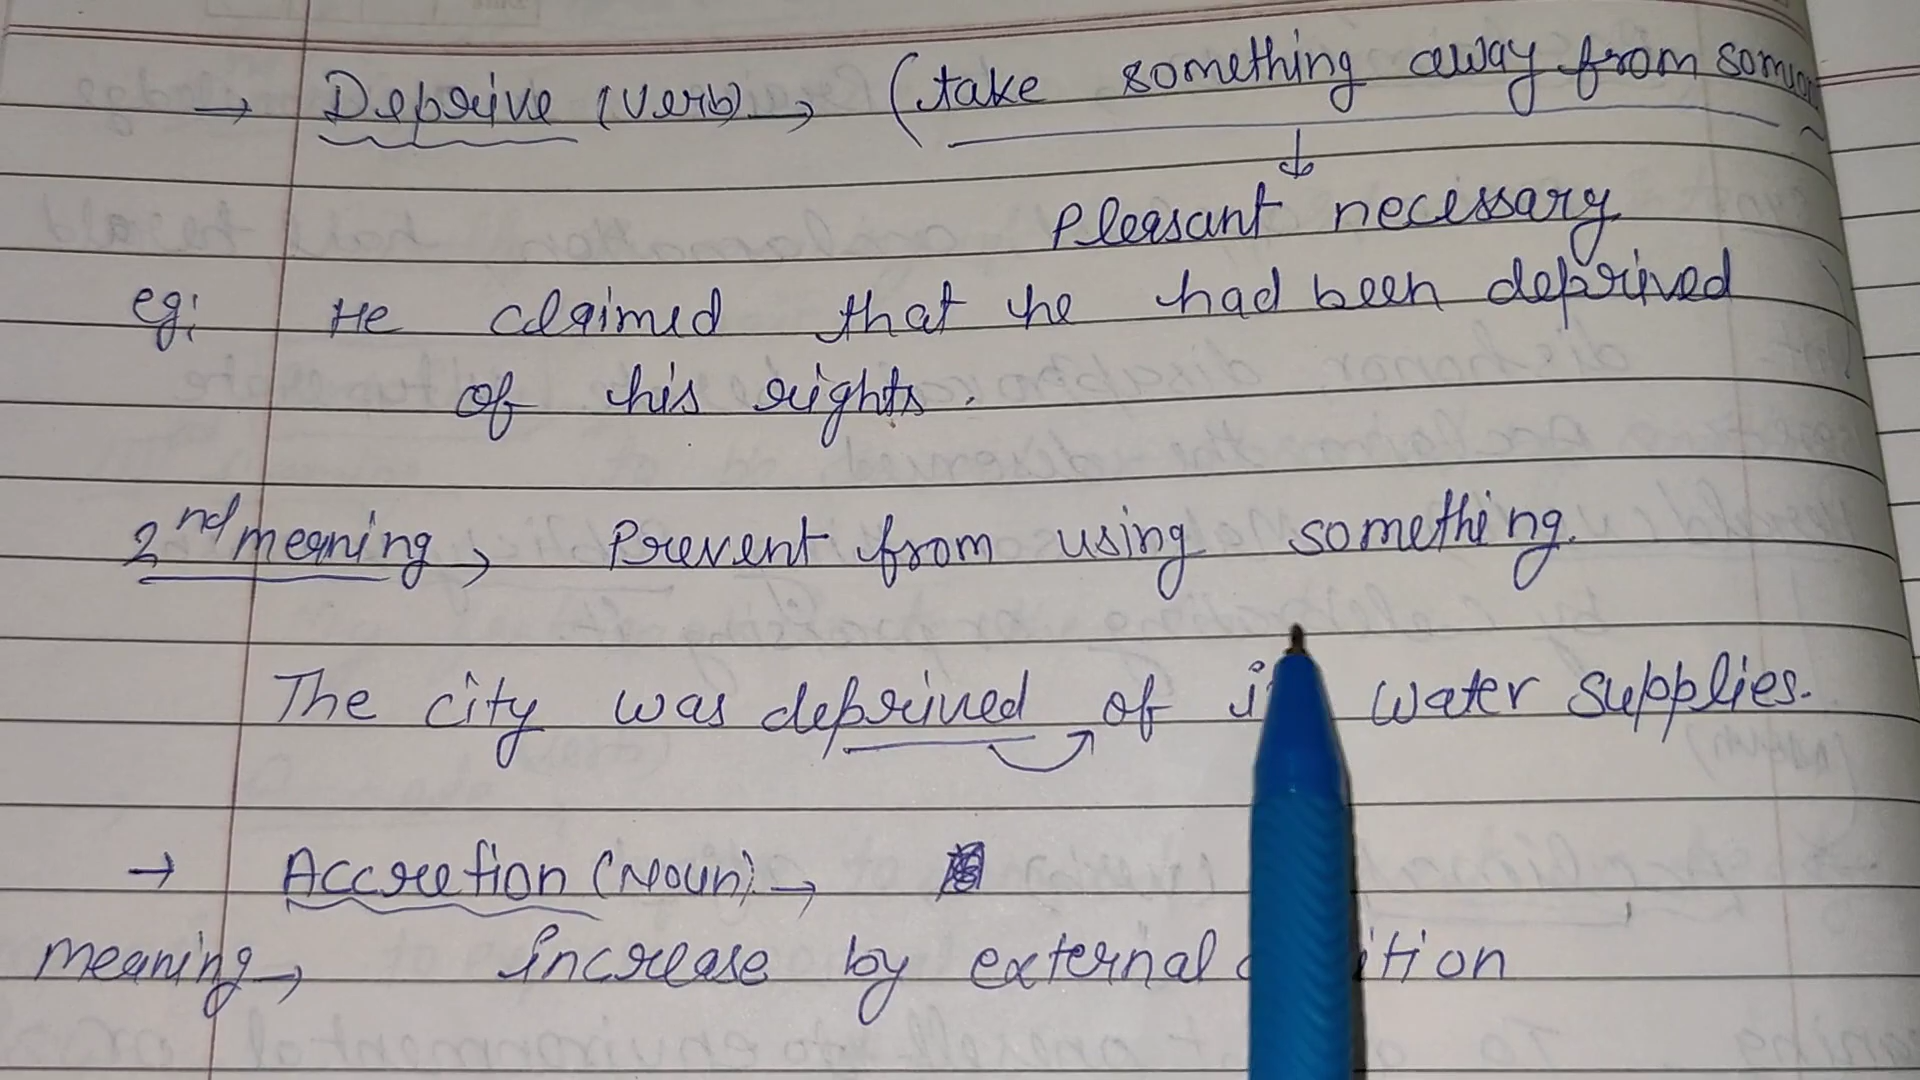 → Deprive (verb) → (take something away from
↓
Pleasant necessary
eg: He claimed that he had been deprived
of his rights.
2nd meaning → Prevent from using something.
The city was deprived of water supplies.
→ Accretion (Noun) →
meaning → Increase by external